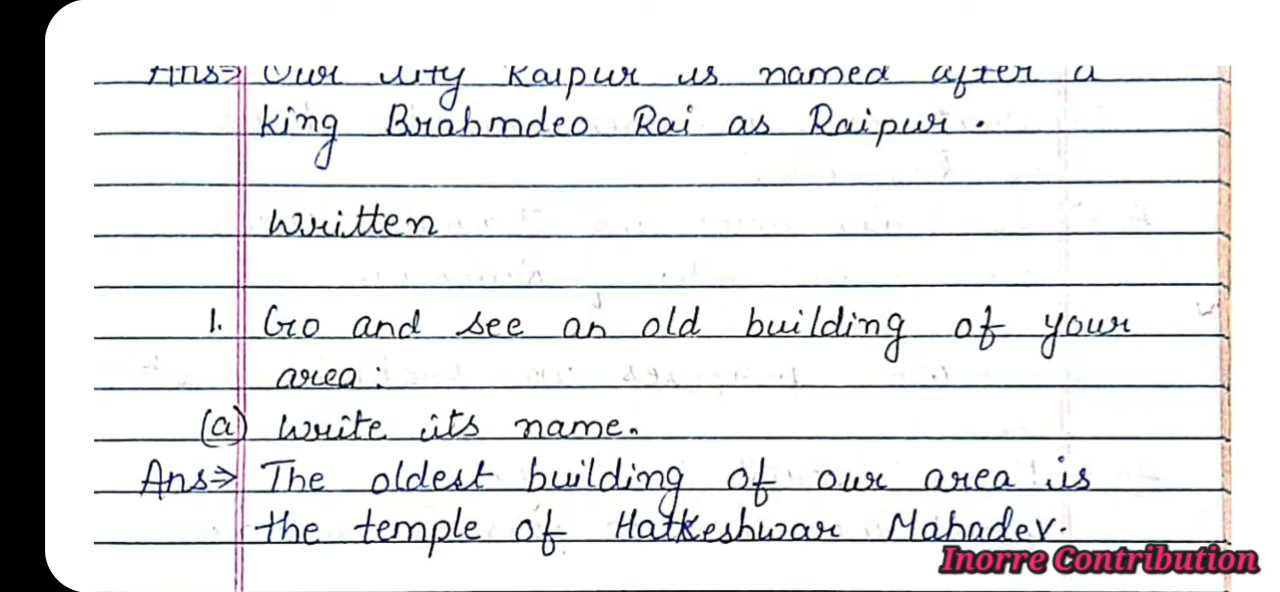 Ans⇒ Our city Raipur is named after a
king Brahmdeo Rai as Raipur.
Written
1. Go and see an old building of your
area:
(a) Write its name.
Ans⇒ The oldest building of our area is
the temple of Hatkeshwar Mahadev.
Inorre Contribution